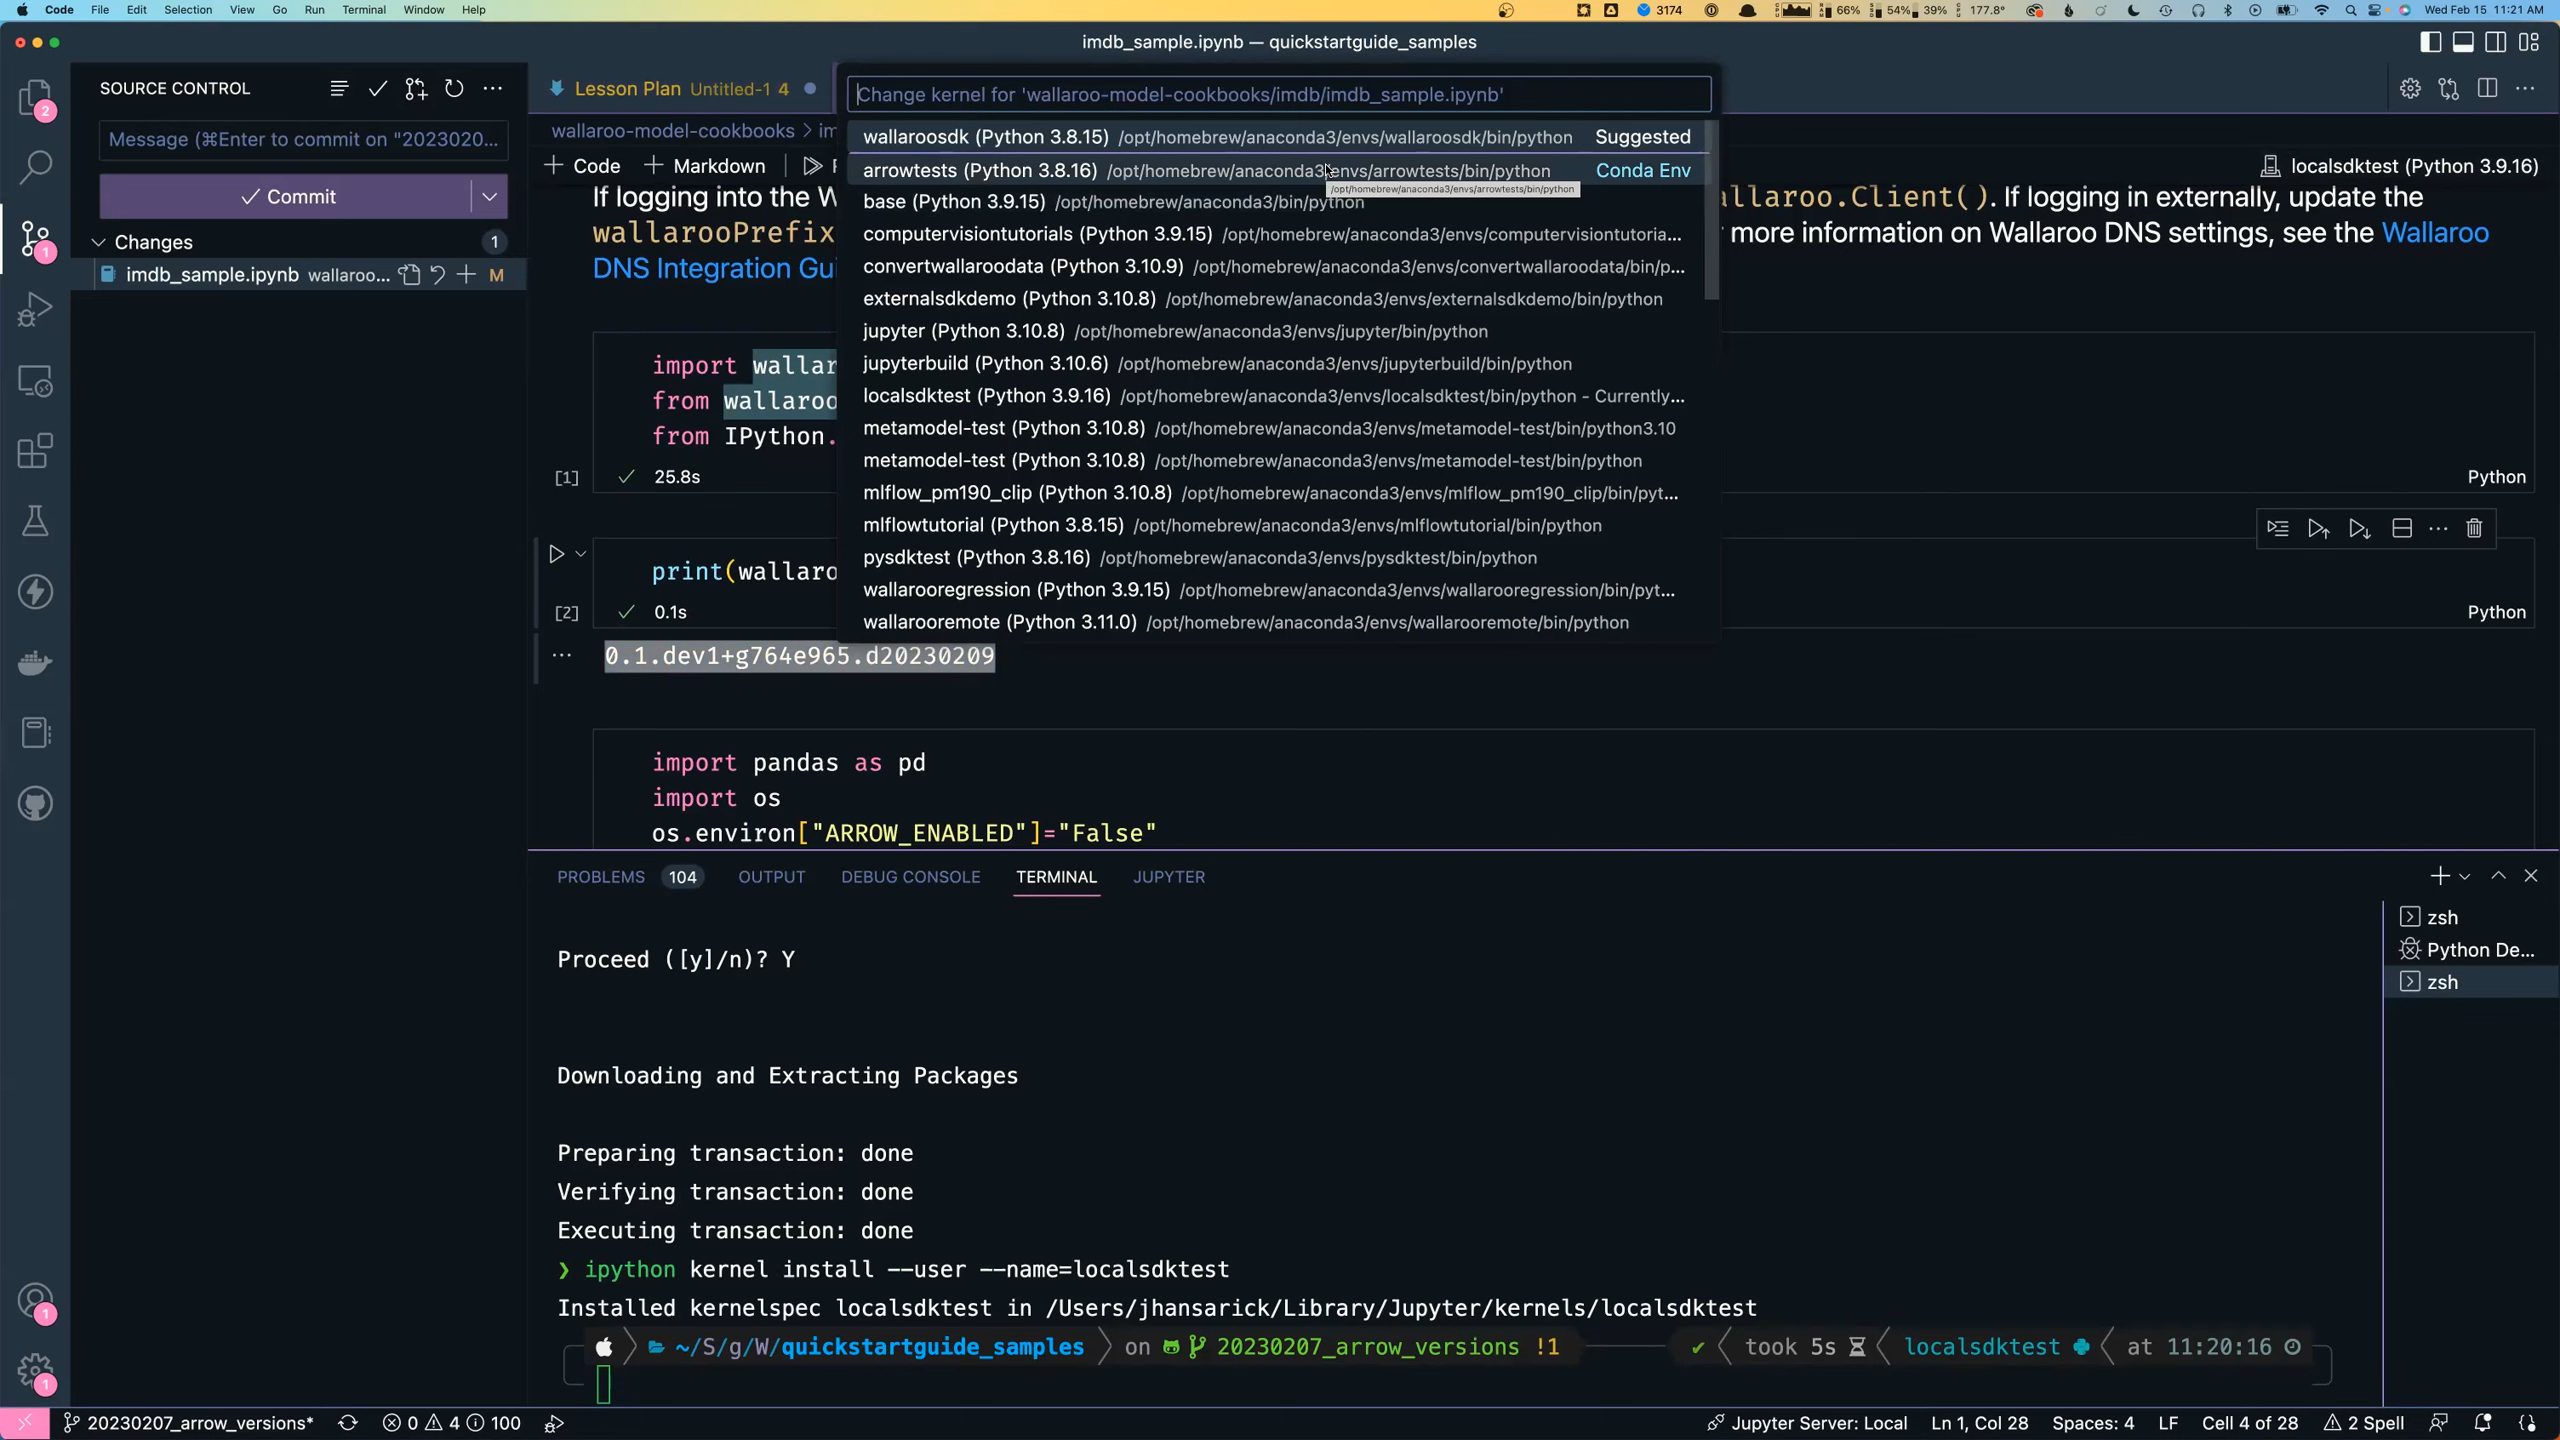 Code File Edit Selection View Go Run Terminal Window Help
3174 66% 54% 39% 177.8° Wed Feb 15 11:21 AM
imdb_sample.ipynb — quickstartguide_samples
SOURCE CONTROL
Message (⌘Enter to commit on "2023020...
Commit
Changes 1
imdb_sample.ipynb wallaroo... M
2
1
1
1
Lesson Plan Untitled-1 4
wallaroo-model-cookbooks > im
+ Code + Markdown
localsdktest (Python 3.9.16)
Change kernel for 'wallaroo-model-cookbooks/imdb/imdb_sample.ipynb'
wallaroosdk (Python 3.8.15) /opt/homebrew/anaconda3/envs/wallaroosdk/bin/python Suggested
arrowtests (Python 3.8.16) /opt/homebrew/anaconda3/envs/arrowtests/bin/python Conda Env
/opt/homebrew/anaconda3/envs/arrowtests/bin/python
base (Python 3.9.15) /opt/homebrew/anaconda3/bin/python
computervisiontutorials (Python 3.9.15) /opt/homebrew/anaconda3/envs/computervisiontutoria...
convertwallaroodata (Python 3.10.9) /opt/homebrew/anaconda3/envs/convertwallaroodata/bin/p...
externalsdkdemo (Python 3.10.8) /opt/homebrew/anaconda3/envs/externalsdkdemo/bin/python
jupyter (Python 3.10.8) /opt/homebrew/anaconda3/envs/jupyter/bin/python
jupyterbuild (Python 3.10.6) /opt/homebrew/anaconda3/envs/jupyterbuild/bin/python
localsdktest (Python 3.9.16) /opt/homebrew/anaconda3/envs/localsdktest/bin/python - Currently...
metamodel-test (Python 3.10.8) /opt/homebrew/anaconda3/envs/metamodel-test/bin/python3.10
metamodel-test (Python 3.10.8) /opt/homebrew/anaconda3/envs/metamodel-test/bin/python
mlflow_pm190_clip (Python 3.10.8) /opt/homebrew/anaconda3/envs/mlflow_pm190_clip/bin/pyt...
mlflowtutorial (Python 3.8.15) /opt/homebrew/anaconda3/envs/mlflowtutorial/bin/python
pysdktest (Python 3.8.16) /opt/homebrew/anaconda3/envs/pysdktest/bin/python
wallarooregression (Python 3.9.15) /opt/homebrew/anaconda3/envs/wallarooregression/bin/pyt...
wallarooremote (Python 3.11.0) /opt/homebrew/anaconda3/envs/wallarooremote/bin/python
If logging into the W allaroo.Client(). If logging in externally, update the
wallarooPrefix more information on Wallaroo DNS settings, see the Wallaroo
DNS Integration Gui
import wallar
from wallaroo
from IPython.
[1] 25.8s Python
print(wallaro
[2] 0.1s Python
0.1.dev1+g764e965.d20230209
import pandas as pd
import os
os.environ["ARROW_ENABLED"]="False"
PROBLEMS 104 OUTPUT DEBUG CONSOLE TERMINAL JUPYTER
zsh
Python De...
zsh
Proceed ([y]/n)? Y
Downloading and Extracting Packages
Preparing transaction: done
Verifying transaction: done
Executing transaction: done
❯ ipython kernel install --user --name=localsdktest
Installed kernelspec localsdktest in /Users/jhansarick/Library/Jupyter/kernels/localsdktest
~/S/g/W/quickstartguide_samples on 20230207_arrow_versions !1 ✔ took 5s localsdktest at 11:20:16
20230207_arrow_versions* 0 4 100 Jupyter Server: Local Ln 1, Col 28 Spaces: 4 LF Cell 4 of 28 2 Spell